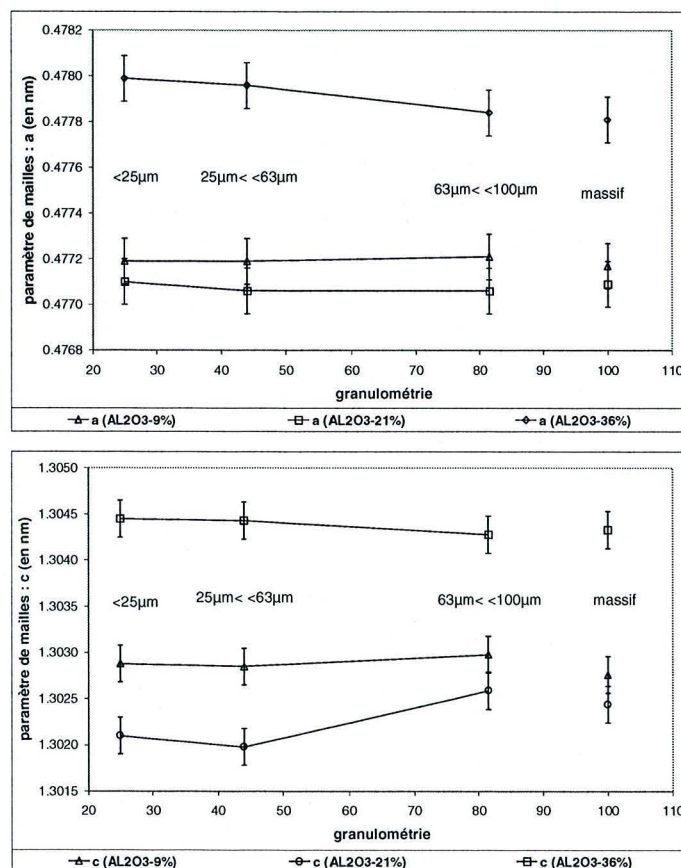 0.4782
0.4780
0.4778
0.4776
0.4774
0.4772
0.4770
0.4768
paramètre de mailles : a (en nm)
<25µm
25µm< <63µm
63µm< <100µm
massif
20 30 40 50 60 70 80 90 100 110
granulométrie
a (AL2O3-9%) a (AL2O3-21%) a (AL2O3-36%)
1.3050
1.3045
1.3040
1.3035
1.3030
1.3025
1.3020
1.3015
paramètre de mailles : c (en nm)
<25µm
25µm< <63µm
63µm< <100µm
massif
20 30 40 50 60 70 80 90 100 110
granulométrie
c (AL2O3-9%) c (AL2O3-21%) c (AL2O3-36%)